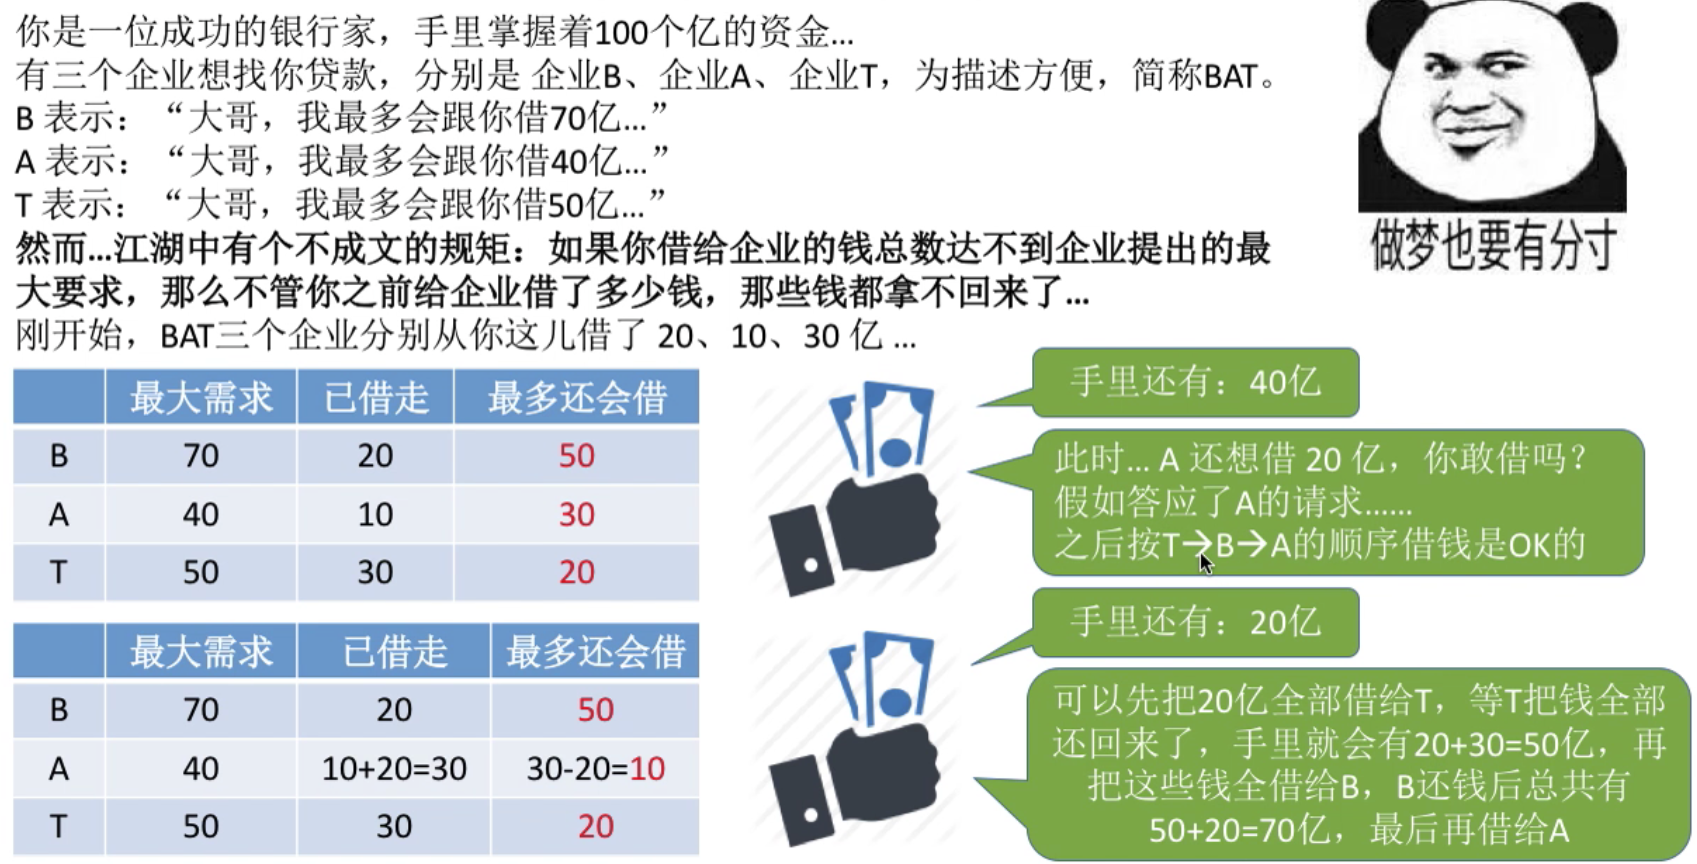 你是一位成功的银行家，手里掌握着100个亿的资金...
有三个企业想找你贷款，分别是 企业B、企业A、企业T，为描述方便，简称BAT。
B 表示：“大哥，我最多会跟你借70亿...”
A 表示：“大哥，我最多会跟你借40亿...”
T 表示：“大哥，我最多会跟你借50亿...”
然而...江湖中有个不成文的规矩：如果你借给企业的钱总数达不到企业提出的最
大要求，那么不管你之前给企业借了多少钱，那些钱都拿不回来了...
刚开始，BAT三个企业分别从你这儿借了 20、10、30 亿 ...
做梦也要有分寸
最大需求 已借走 最多还会借
B 70 20 50
A 40 10 30
T 50 30 20
手里还有：40亿
此时... A 还想借 20 亿，你敢借吗？
假如答应了A的请求......
之后按T→B→A的顺序借钱是OK的
最大需求 已借走 最多还会借
B 70 20 50
A 40 10+20=30 30-20=10
T 50 30 20
手里还有：20亿
可以先把20亿全部借给T，等T把钱全部
还回来了，手里就会有20+30=50亿，再
把这些钱全借给B，B还钱后总共有
50+20=70亿，最后再借给A